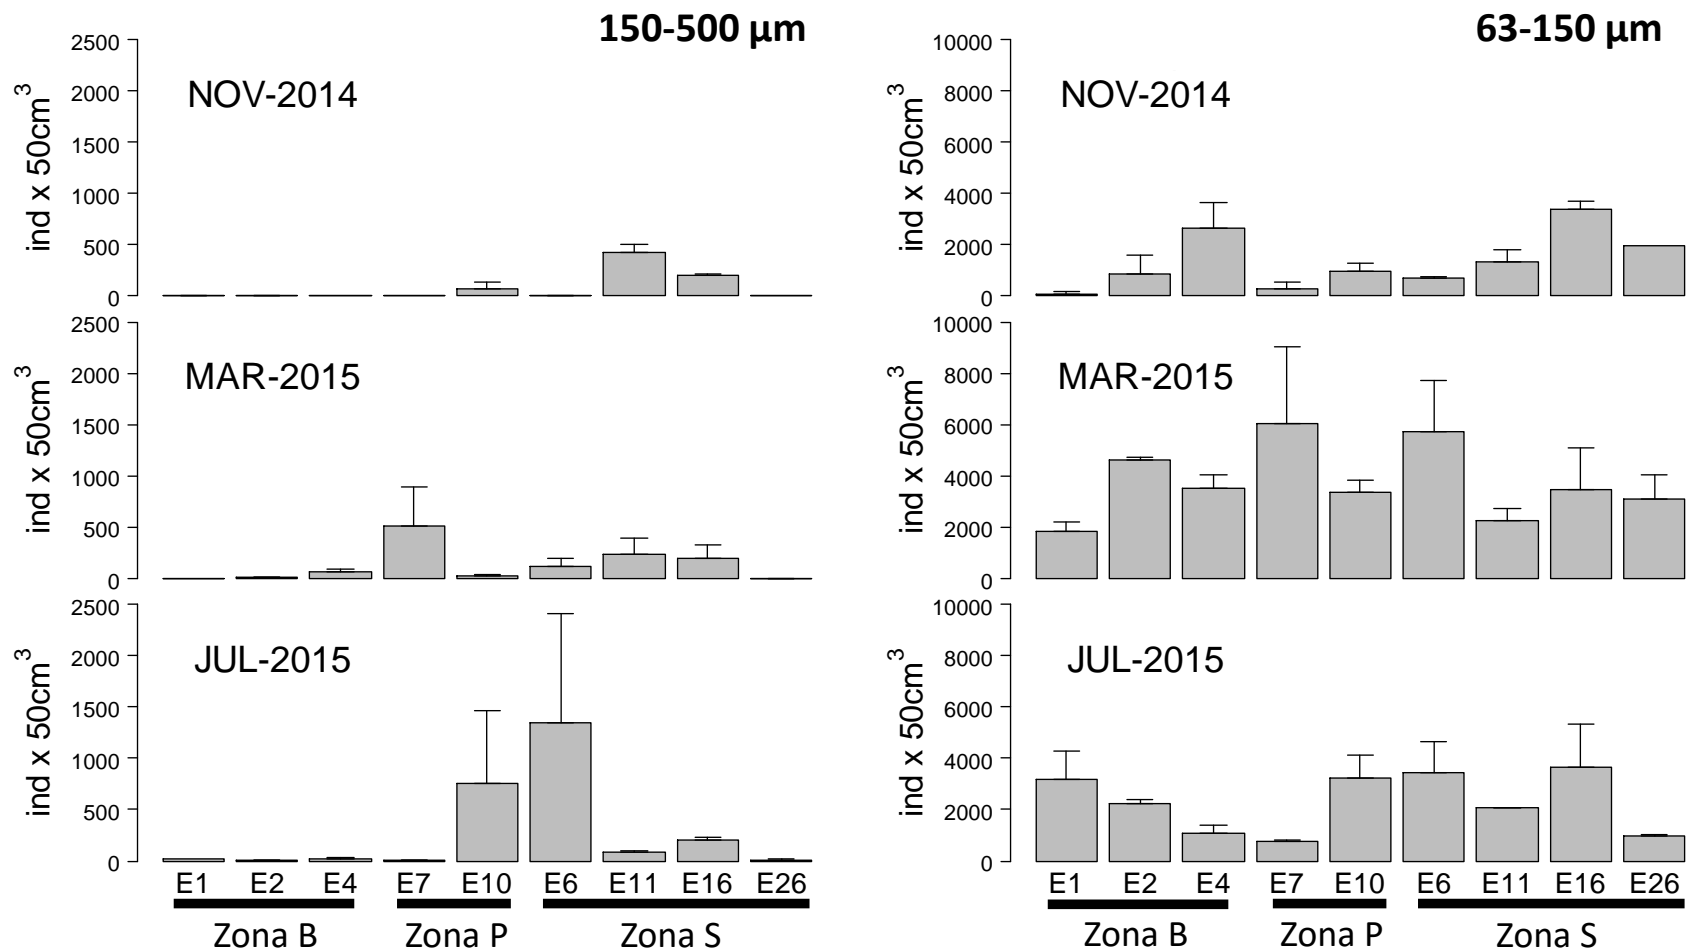 150-500 µm
2500
2000
1500
1000
500
0
ind x 50cm³
NOV-2014
2500
2000
1500
1000
500
0
ind x 50cm³
MAR-2015
2500
2000
1500
1000
500
0
ind x 50cm³
JUL-2015
E1 E2 E4 E7 E10 E6 E11 E16 E26
Zona B Zona P Zona S
63-150 µm
10000
8000
6000
4000
2000
0
ind x 50cm³
NOV-2014
10000
8000
6000
4000
2000
0
ind x 50cm³
MAR-2015
10000
8000
6000
4000
2000
0
ind x 50cm³
JUL-2015
E1 E2 E4 E7 E10 E6 E11 E16 E26
Zona B Zona P Zona S